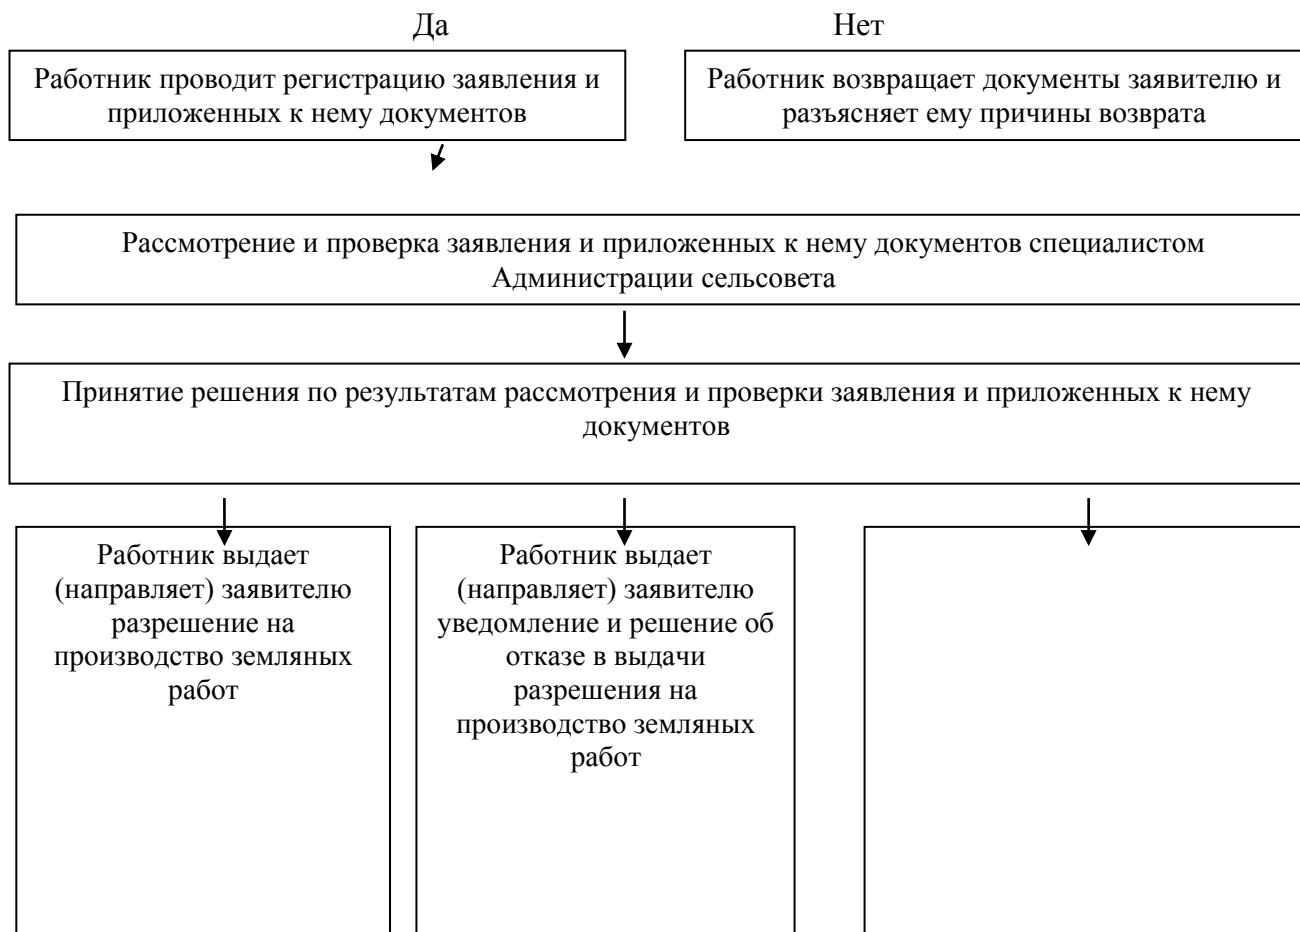 Да
Нет
Работник проводит регистрацию заявления и
приложенных к нему документов
Работник возвращает документы заявителю и
разъясняет ему причины возврата
Рассмотрение и проверка заявления и приложенных к нему документов специалистом
Администрации сельсовета
Принятие решения по результатам рассмотрения и проверки заявления и приложенных к нему
документов
Работник выдает
(направляет) заявителю
разрешение на
производство земляных
работ
Работник выдает
(направляет) заявителю
уведомление и решение об
отказе в выдачи
разрешения на
производство земляных
работ